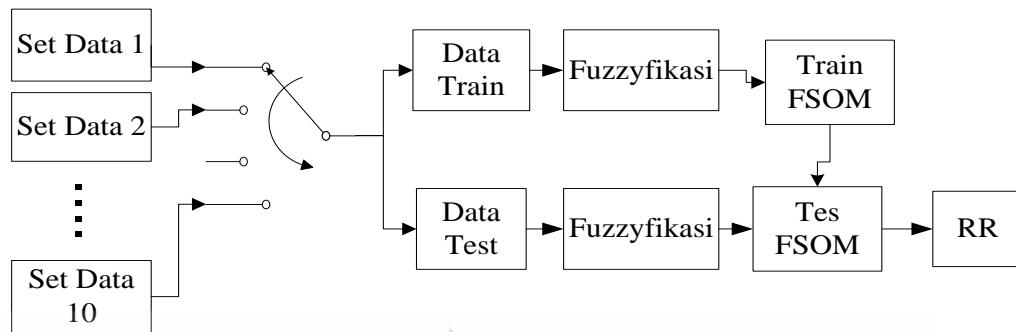 Set Data 1
Set Data 2
Set Data
10
Data
Train
Fuzzyfikasi
Train
FSOM
Data
Test
Fuzzyfikasi
Tes
FSOM
RR